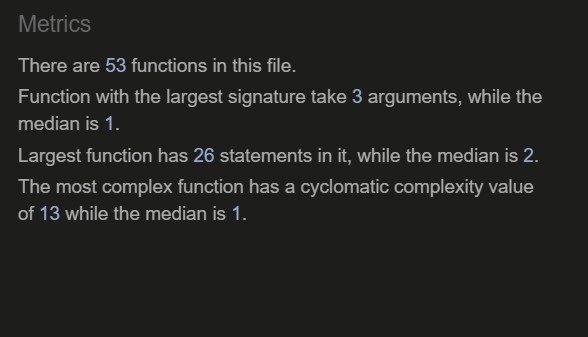 Metrics
There are 53 functions in this file.
Function with the largest signature take 3 arguments, while the
median is 1.
Largest function has 26 statements in it, while the median is 2.
The most complex function has a cyclomatic complexity value
of 13 while the median is 1.